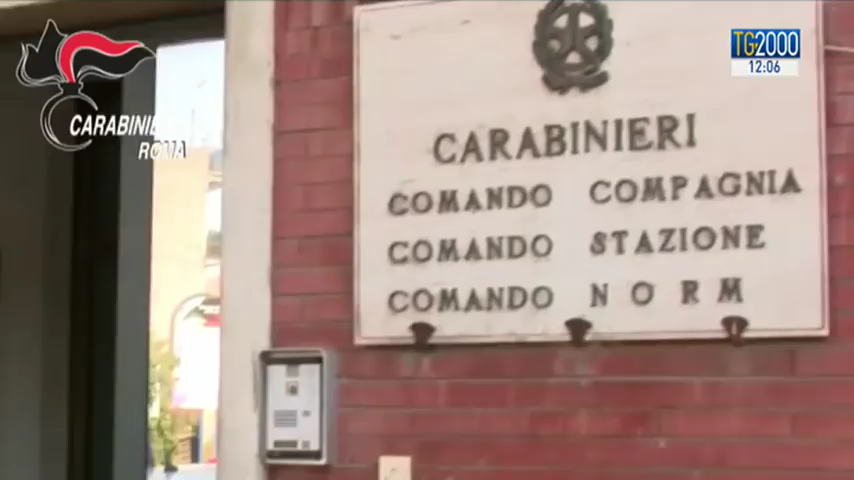 CARABINIERI
ROMA
TG2000
12:06
CARABINIERI
COMANDO COMPAGNIA
COMANDO STAZIONE
COMANDO NORM